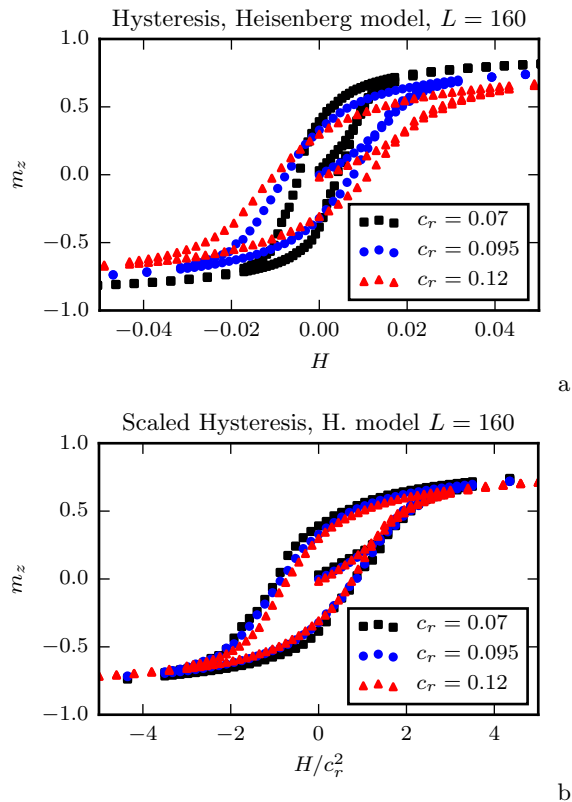 Hysteresis, Heisenberg model, L = 160
1.0
0.5
0.0
−0.5
−1.0
m_z
c_r = 0.07
c_r = 0.095
c_r = 0.12
−0.04 −0.02 0.00 0.02 0.04
H
a
Scaled Hysteresis, H. model L = 160
1.0
0.5
0.0
−0.5
−1.0
m_z
c_r = 0.07
c_r = 0.095
c_r = 0.12
−4 −2 0 2 4
H/c_r^2
b